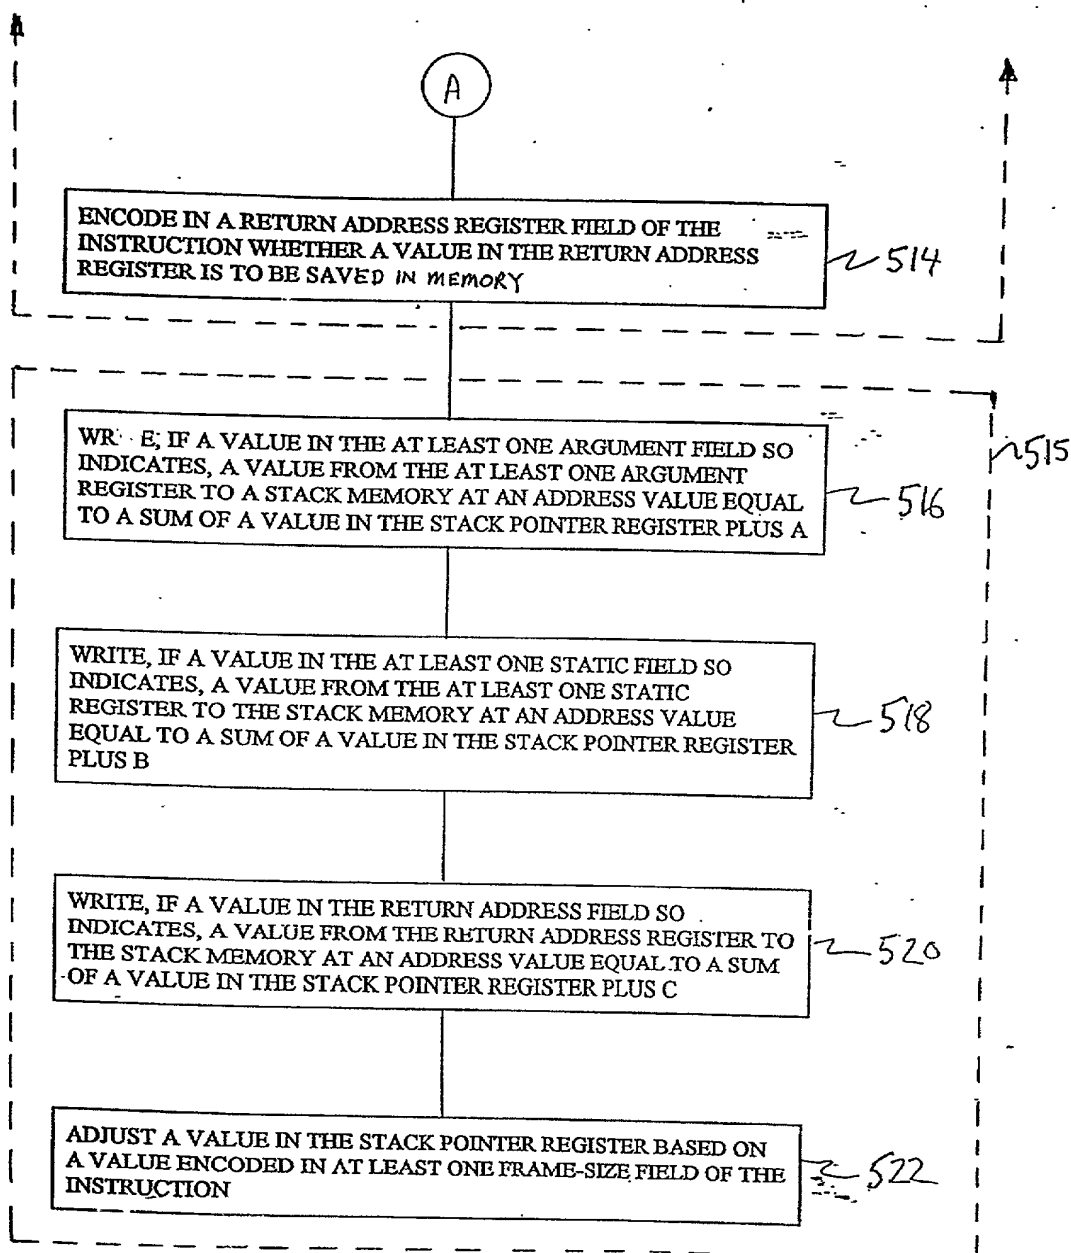 A
ENCODE IN A RETURN ADDRESS REGISTER FIELD OF THE
INSTRUCTION WHETHER A VALUE IN THE RETURN ADDRESS
REGISTER IS TO BE SAVED IN MEMORY
514
515
E, IF A VALUE IN THE AT LEAST ONE ARGUMENT FIELD SO
INDICATES, A VALUE FROM THE AT LEAST ONE ARGUMENT
REGISTER TO A STACK MEMORY AT AN ADDRESS VALUE EQUAL
TO A SUM OF A VALUE IN THE STACK POINTER REGISTER PLUS A
516
WRITE, IF A VALUE IN THE AT LEAST ONE STATIC FIELD SO
INDICATES, A VALUE FROM THE AT LEAST ONE STATIC
REGISTER TO THE STACK MEMORY AT AN ADDRESS VALUE
EQUAL TO A SUM OF A VALUE IN THE STACK POINTER REGISTER
PLUS B
518
WRITE, IF A VALUE IN THE RETURN ADDRESS FIELD SO
INDICATES, A VALUE FROM THE RETURN ADDRESS REGISTER TO
THE STACK MEMORY AT AN ADDRESS VALUE EQUAL TO A SUM
OF A VALUE IN THE STACK POINTER REGISTER PLUS C
520
ADJUST A VALUE IN THE STACK POINTER REGISTER BASED ON
A VALUE ENCODED IN AT LEAST ONE FRAME-SIZE FIELD OF THE
INSTRUCTION
522